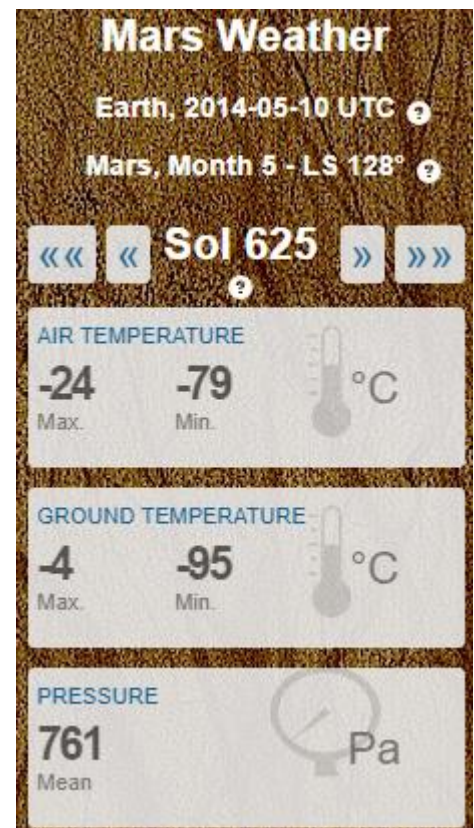 Mars Weather
Earth, 2014-05-10 UTC ?
Mars, Month 5 - LS 128° ?
«« « Sol 625 » »»
?
AIR TEMPERATURE
-24 -79 °C
Max. Min.
GROUND TEMPERATURE
-4 -95 °C
Max. Min.
PRESSURE
761 Pa
Mean